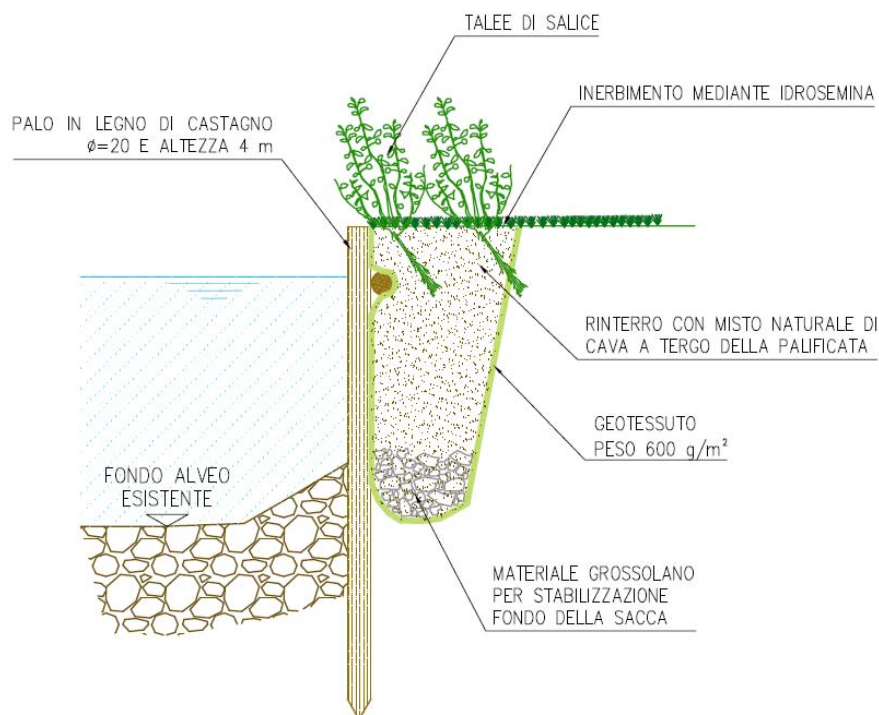 TALEE DI SALICE
INERBIMENTO MEDIANTE IDROSEMINA
PALO IN LEGNO DI CASTAGNO
ø=20 E ALTEZZA 4 m
RINTERRO CON MISTO NATURALE DI
CAVA A TERGO DELLA PALIFICATA
GEOTESSUTO
PESO 600 g/m²
FONDO ALVEO
ESISTENTE
MATERIALE GROSSOLANO
PER STABILIZZAZIONE
FONDO DELLA SACCA